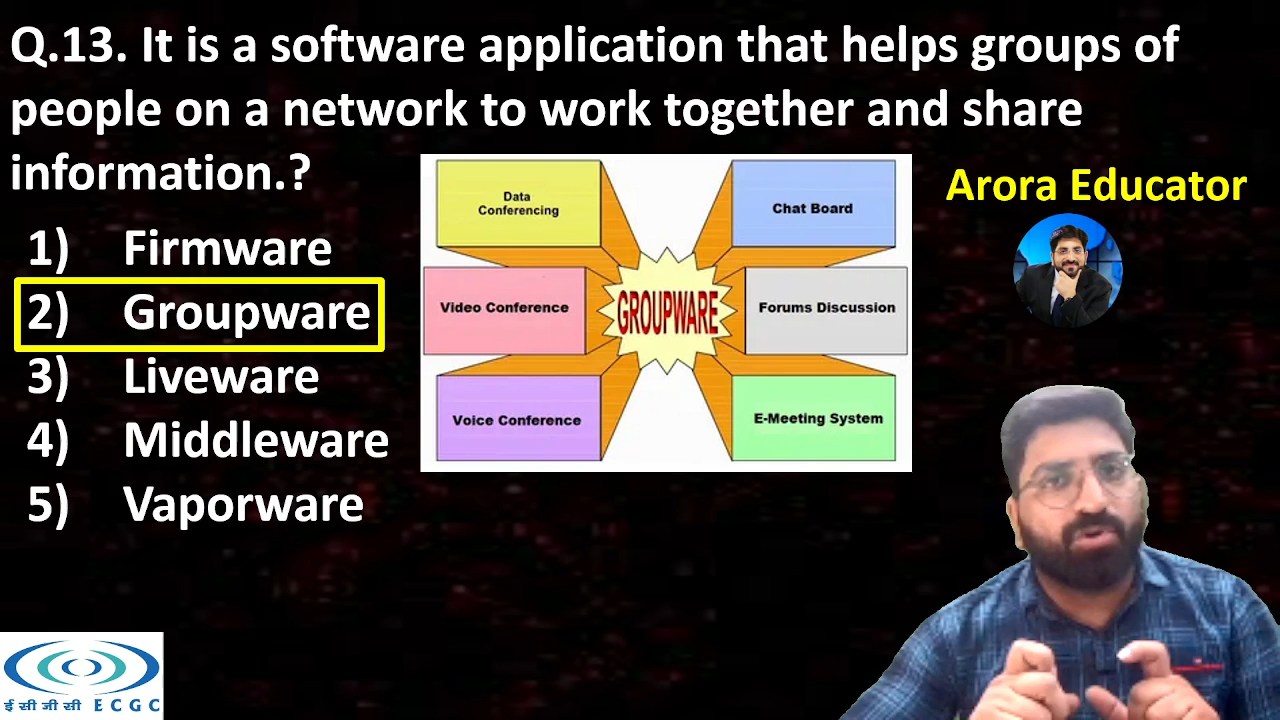 Q.13. It is a software application that helps groups of
people on a network to work together and share
information.?
Arora Educator
1) Firmware
2) Groupware
3) Liveware
4) Middleware
5) Vaporware
Data
Conferencing
Chat Board
Video Conference
GROUPWARE
Forums Discussion
Voice Conference
E-Meeting System
ई सी जी सी ECGC